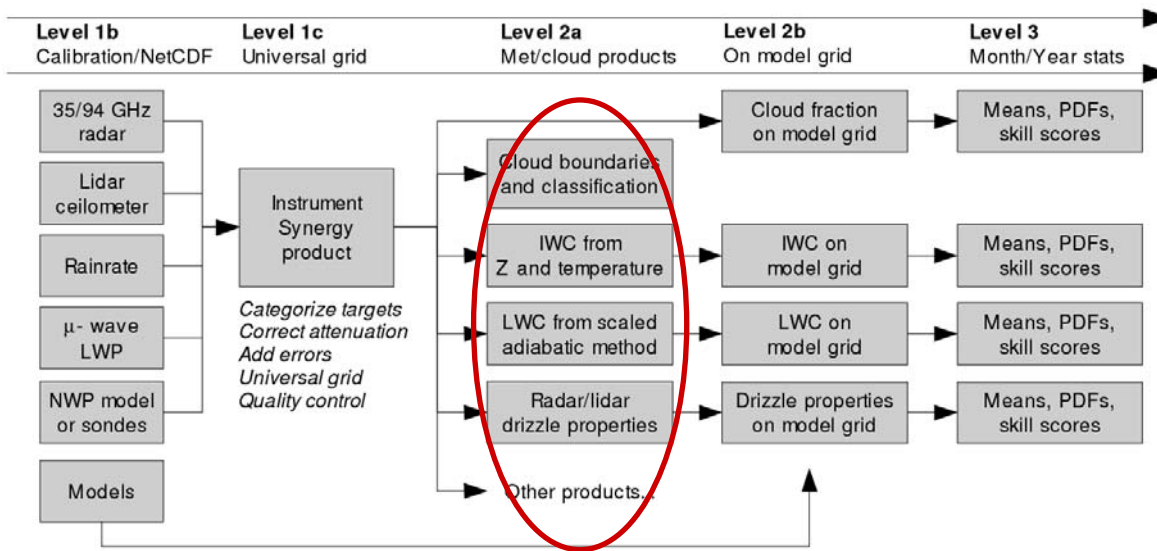 Level 1b
Calibration/NetCDF
Level 1c
Universal grid
Level 2a
Met/cloud products
Level 2b
On model grid
Level 3
Month/Year stats
35/94 GHz
radar
Lidar
ceilometer
Rainrate
μ- wave
LWP
NWP model
or sondes
Models
Instrument
Synergy
product
Categorize targets
Correct attenuation
Add errors
Universal grid
Quality control
Cloud boundaries
and classification
IWC from
Z and temperature
LWC from scaled
adiabatic method
Radar/lidar
drizzle properties
Other products...
Cloud fraction
on model grid
IWC on
model grid
LWC on
model grid
Drizzle properties
on model grid
Means, PDFs,
skill scores
Means, PDFs,
skill scores
Means, PDFs,
skill scores
Means, PDFs,
skill scores